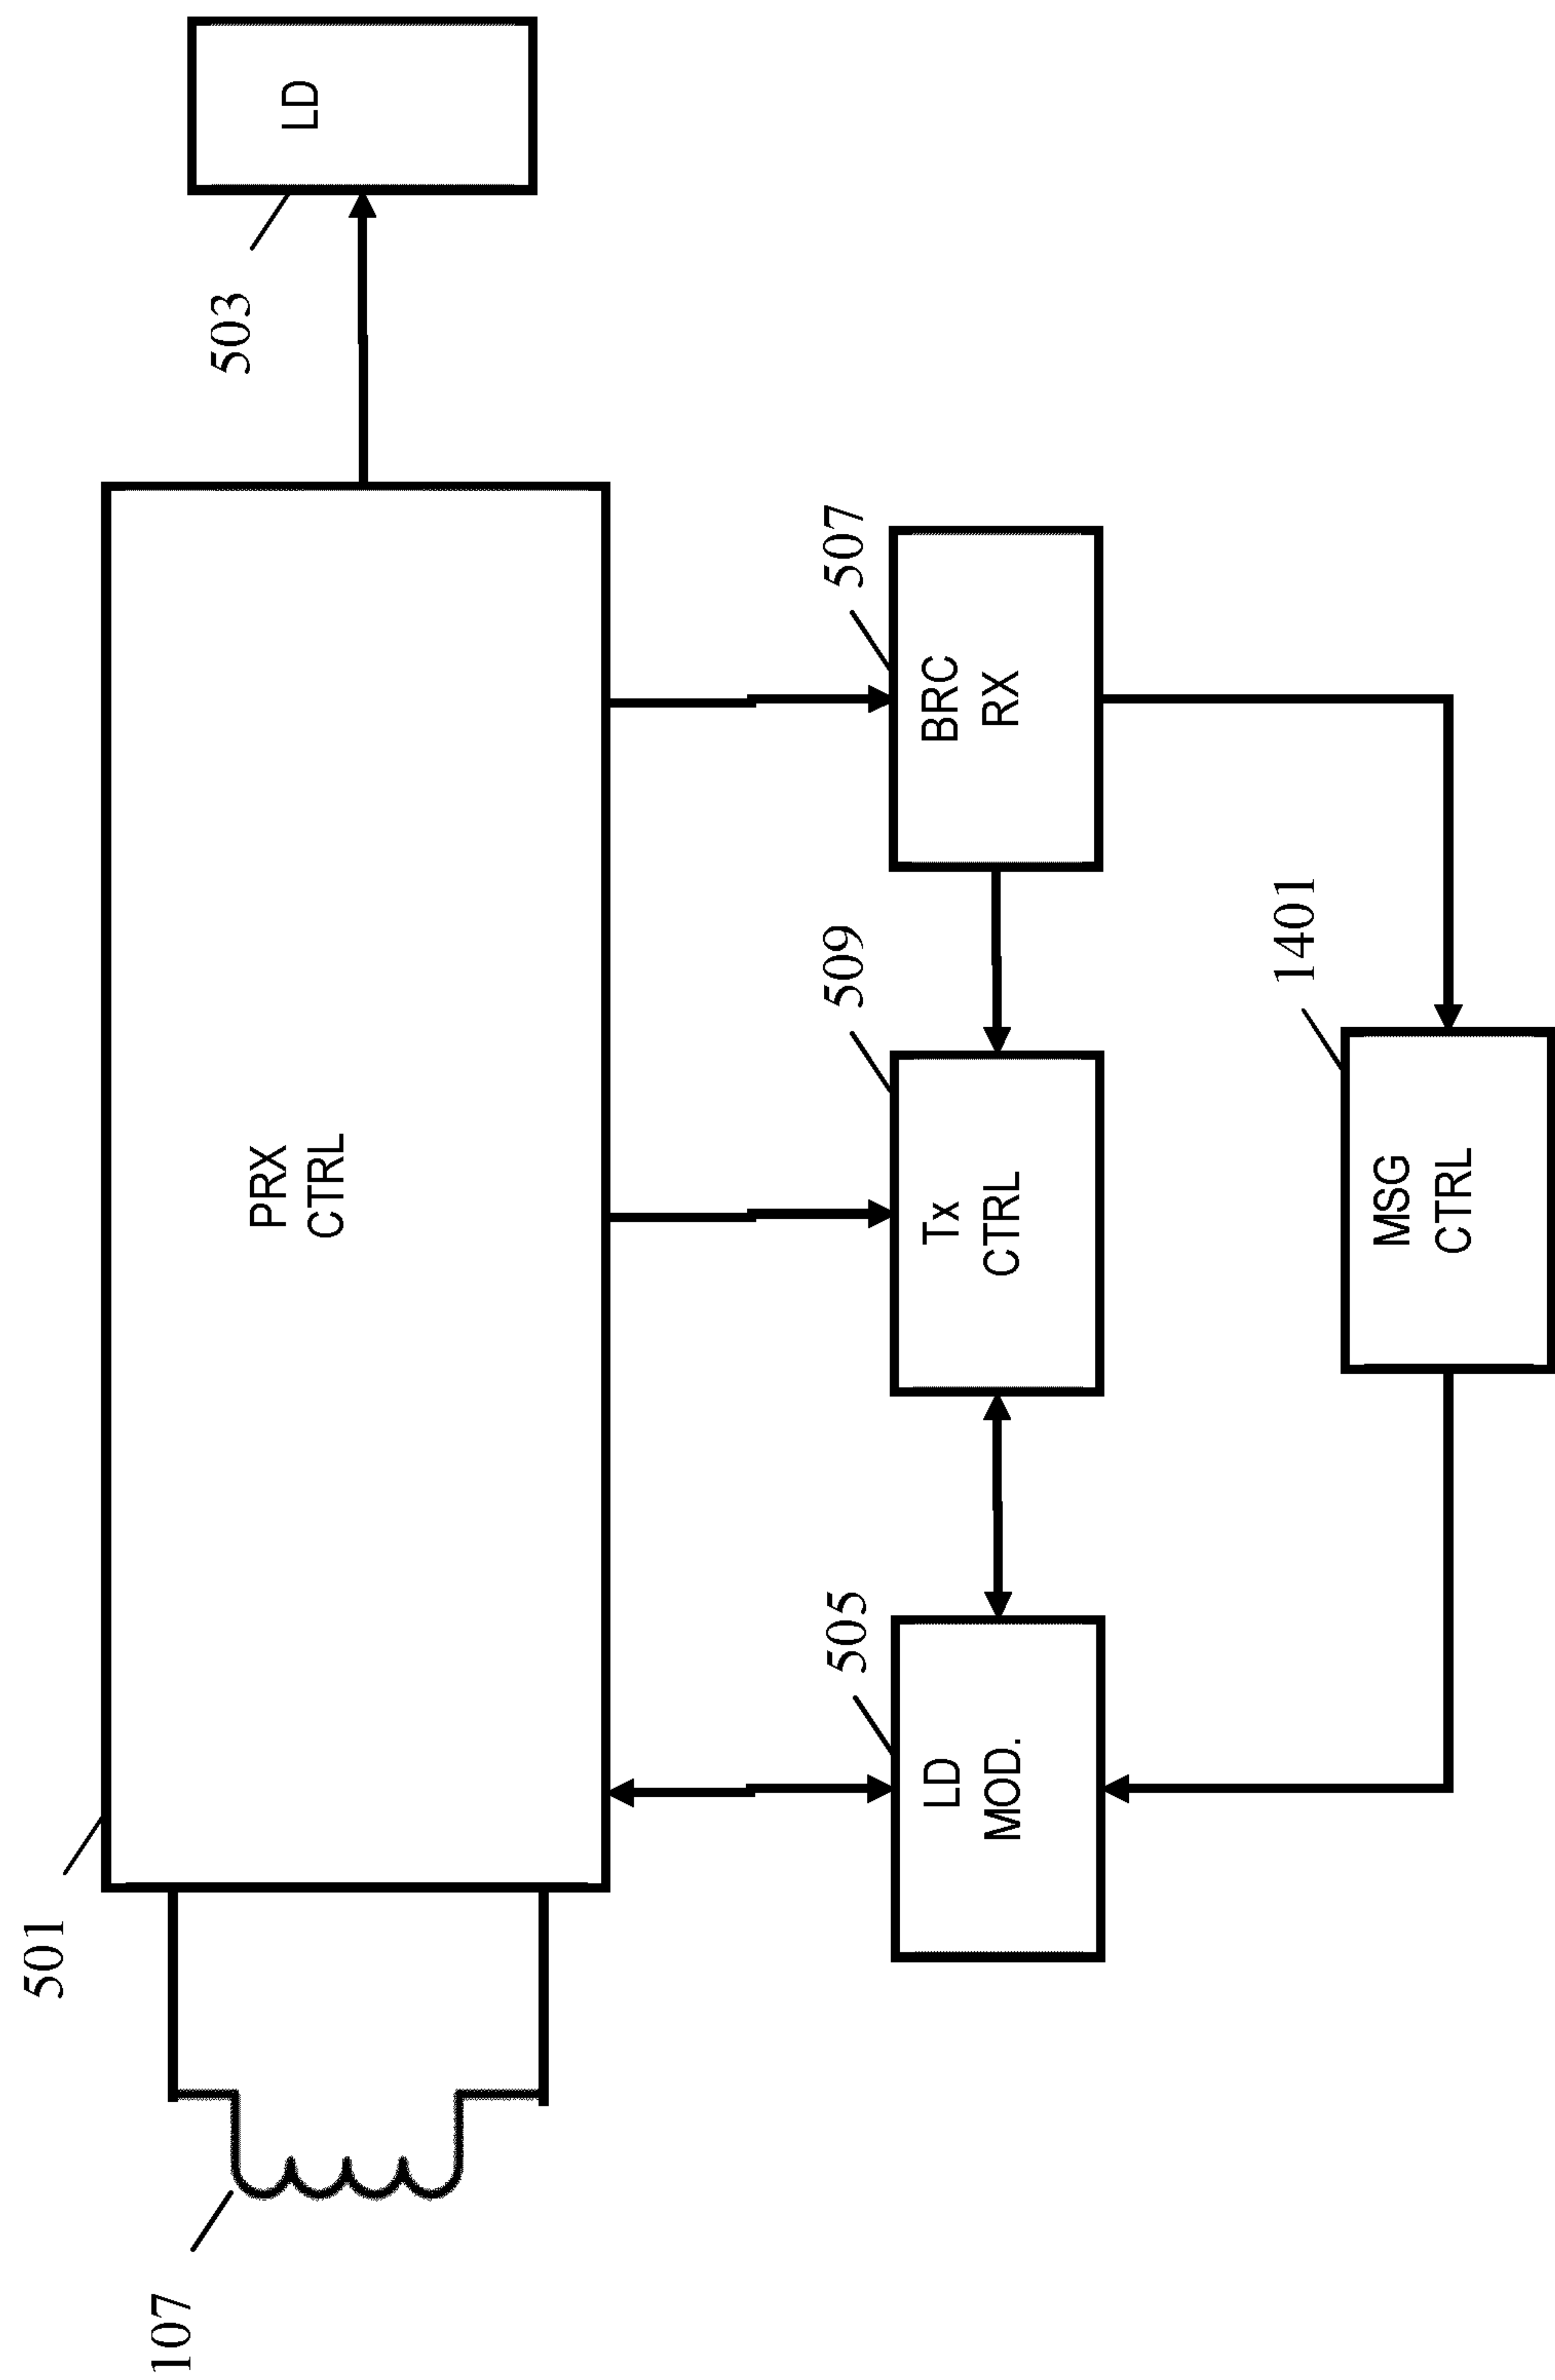 107
501
PRX
CTRL
503
LD
505
LD
MOD.
509
Tx
CTRL
507
BRC
RX
1401
MSG
CTRL